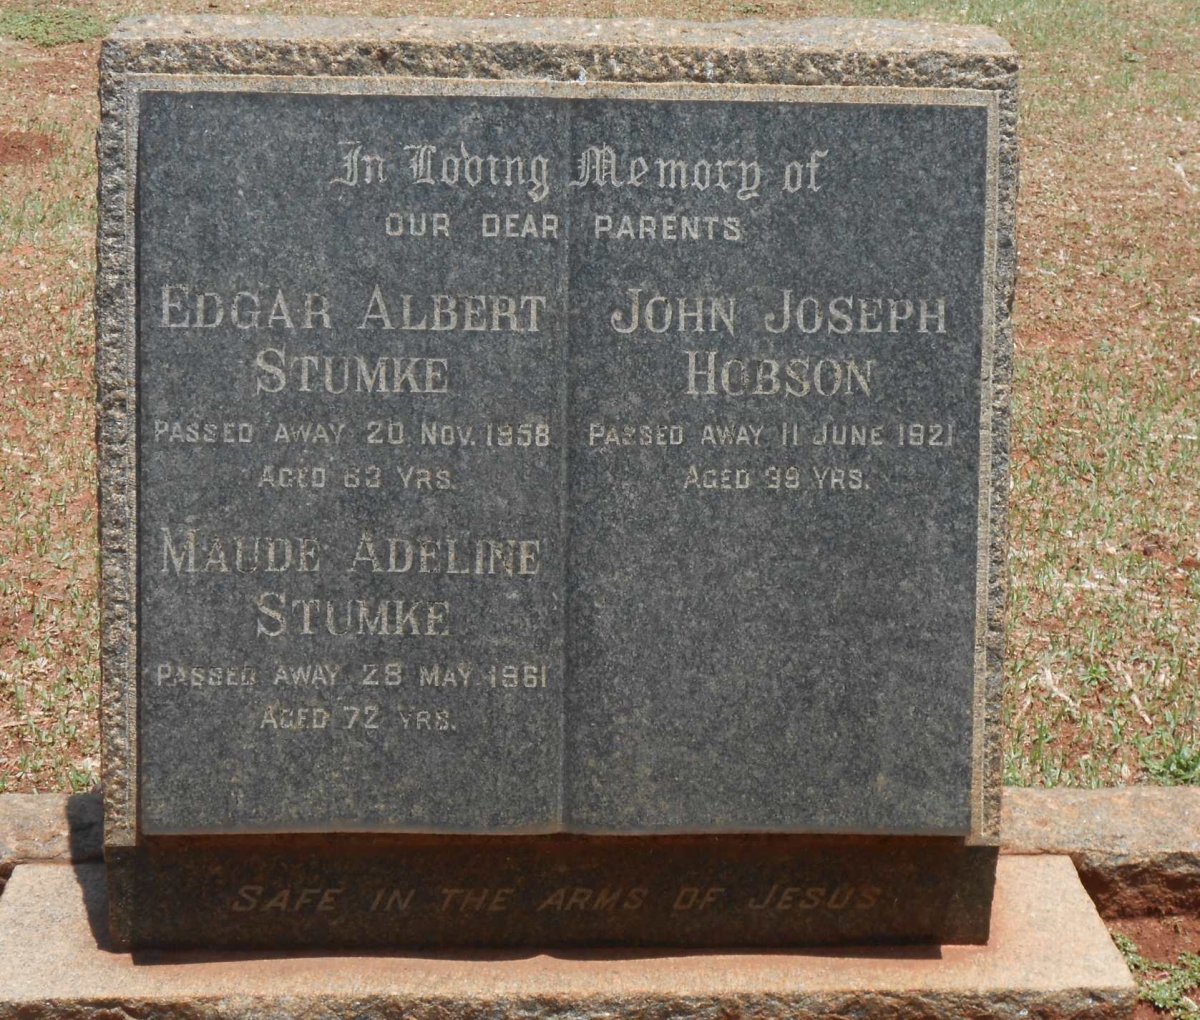 In Loving Memory of
OUR DEAR PARENTS
EDGAR ALBERT
STUMKE
PASSED AWAY 20 NOV. 1958
AGED 63 YRS.
MAUDE ADELINE
STUMKE
PASSED AWAY 28 MAY 1961
AGED 72 YRS.
JOHN JOSEPH
HOBSON
PASSED AWAY 11 JUNE 1921
AGED 39 YRS.
SAFE IN THE ARMS OF JESUS